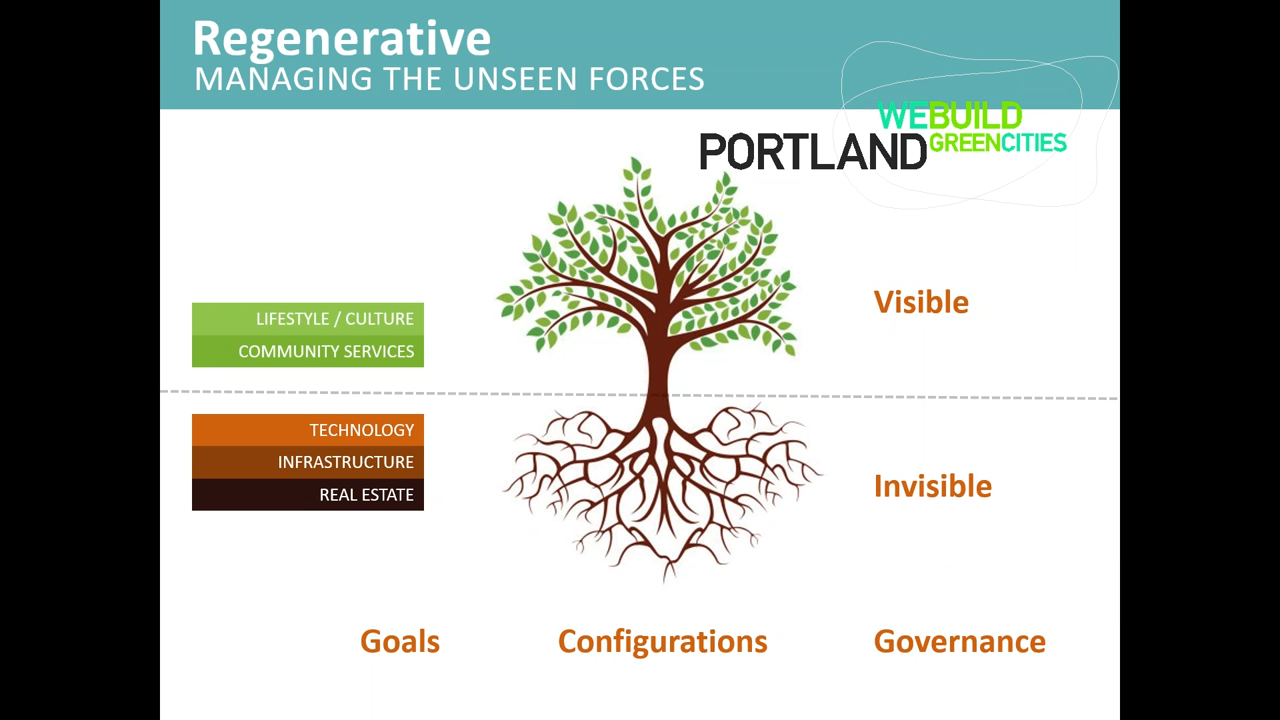 Regenerative
MANAGING THE UNSEEN FORCES
WEBUILD
PORTLAND GREENCITIES
Visible
LIFESTYLE / CULTURE
COMMUNITY SERVICES
TECHNOLOGY
INFRASTRUCTURE
REAL ESTATE
Invisible
Goals
Configurations
Governance